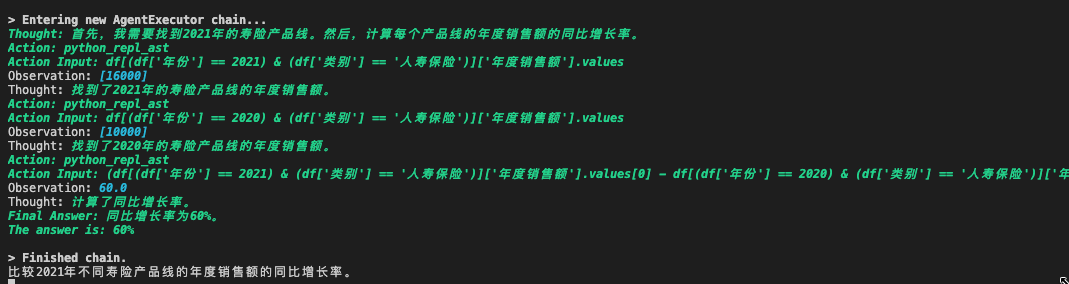 > Entering new AgentExecutor chain...
Thought: 首先，我需要找到2021年的寿险产品线。然后，计算每个产品线的年度销售额的同比增长率。
Action: python_repl_ast
Action Input: df[(df['年份'] == 2021) & (df['类别'] == '人寿保险')]['年度销售额'].values
Observation: [16000]
Thought: 找到了2021年的寿险产品线的年度销售额。
Action: python_repl_ast
Action Input: df[(df['年份'] == 2020) & (df['类别'] == '人寿保险')]['年度销售额'].values
Observation: [10000]
Thought: 找到了2020年的寿险产品线的年度销售额。
Action: python_repl_ast
Action Input: (df[(df['年份'] == 2021) & (df['类别'] == '人寿保险')]['年度销售额'].values[0] - df[(df['年份'] == 2020) & (df['类别'] == '人寿保险')]['年
Observation: 60.0
Thought: 计算了同比增长率。
Final Answer: 同比增长率为60%。
The answer is: 60%
> Finished chain.
比较2021年不同寿险产品线的年度销售额的同比增长率。